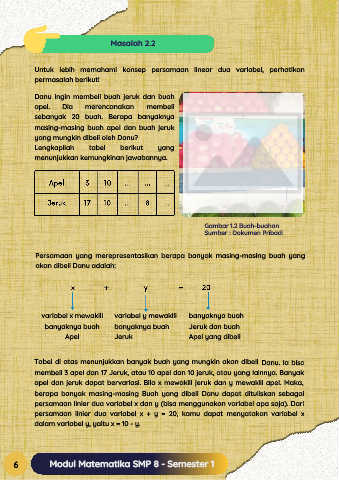 Masalah 2.2
Untuk lebih memahami konsep persamaan linear dua variabel, perhatikan
permasalah berikut!
Danu ingin membeli buah jeruk dan buah
apel. Dia merencanakan membeli
sebanyak 20 buah. Berapa banyaknya
masing-masing buah apel dan buah jeruk
yang mungkin dibeli oleh Danu?
Lengkapilah tabel berikut yang
menunjukkan kemungkinan jawabannya.
Apel 3 10 ... ... ...
Jeruk 17 10 ... 8 ...
Gambar 1.2 Buah-buahan
Sumber : Dokumen Pribadi
Persamaan yang merepresentasikan berapa banyak masing-masing buah yang
akan dibeli Danu adalah:
x + y = 20
variabel x mewakili variabel y mewakili banyaknya buah
banyaknya buah banyaknya buah Jeruk dan buah
Apel Jeruk Apel yang dibeli
Tabel di atas menunjukkan banyak buah yang mungkin akan dibeli Danu. Ia bisa
membeli 3 apel dan 17 Jeruk, atau 10 apel dan 10 jeruk, atau yang lainnya. Banyak
apel dan jeruk dapat bervariasi. Bila x mewakili jeruk dan y mewakili apel. Maka,
berapa banyak masing-masing Buah yang dibeli Danu dapat dituliskan sebagai
persamaan linier dua variabel x dan y (bisa menggunakan variabel apa saja). Dari
persamaan linier dua variabel x + y = 20, kamu dapat menyatakan variabel x
dalam variabel y, yaitu x = 10 - y.
6 Modul Matematika SMP 8 - Semester 1